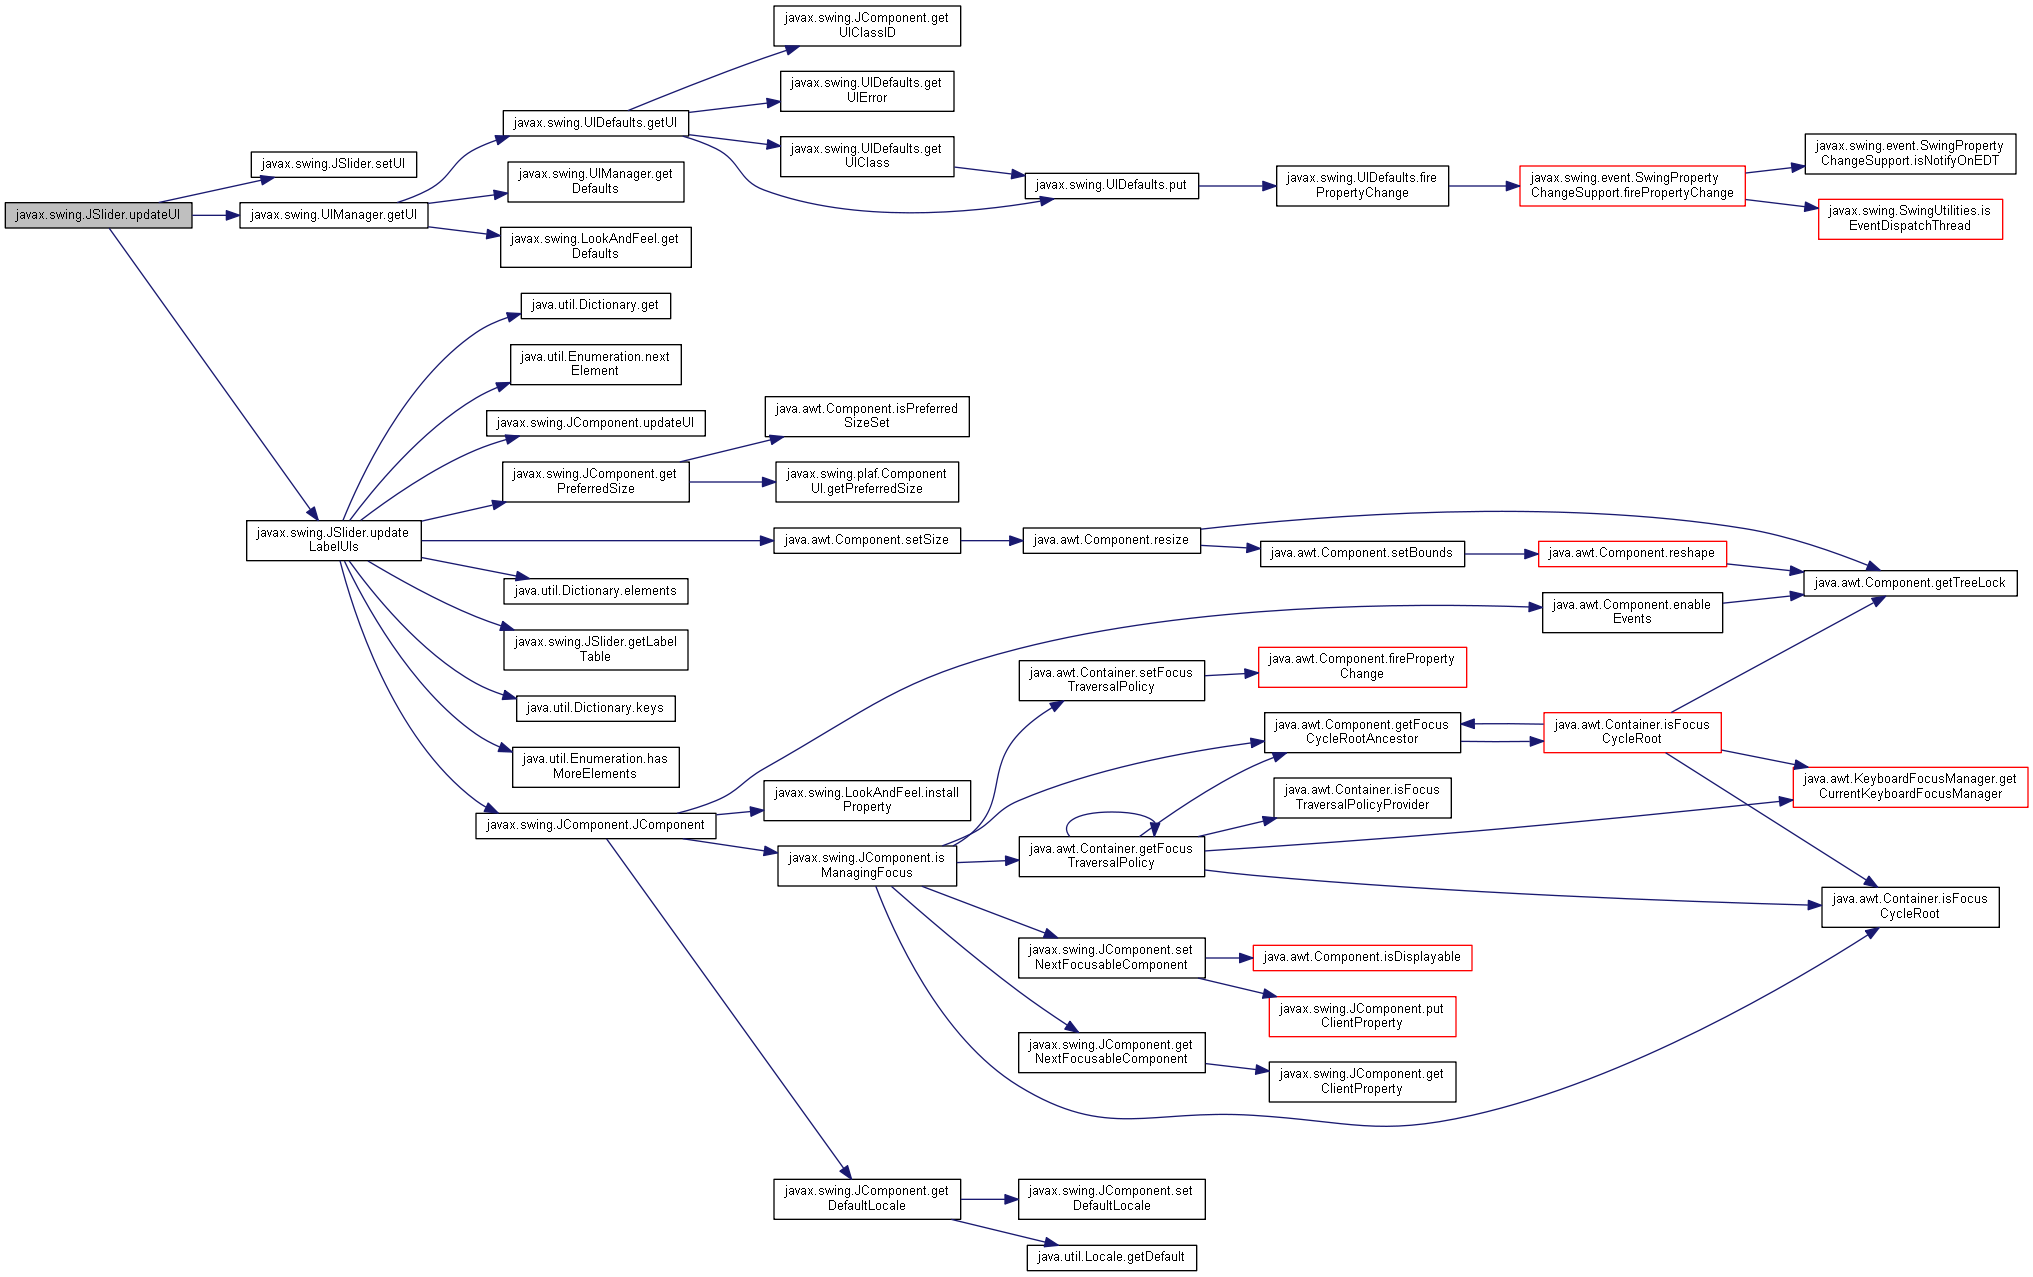 javax.swing.JSlider.updateUI
javax.swing.JSlider.setUI
javax.swing.UIManager.getUI
javax.swing.UIDefaults.getUI
javax.swing.JComponent.get
UIClassID
javax.swing.UIDefaults.get
UIError
javax.swing.UIDefaults.get
UIClass
javax.swing.UIDefaults.put
javax.swing.UIDefaults.fire
PropertyChange
javax.swing.event.SwingProperty
ChangeSupport.firePropertyChange
javax.swing.event.SwingProperty
ChangeSupport.isNotifyOnEDT
javax.swing.SwingUtilities.is
EventDispatchThread
javax.swing.UIManager.get
Defaults
javax.swing.LookAndFeel.get
Defaults
javax.swing.JSlider.update
LabelUIs
java.util.Dictionary.get
java.util.Enumeration.next
Element
javax.swing.JComponent.updateUI
javax.swing.JComponent.get
PreferredSize
java.awt.Component.isPreferred
SizeSet
javax.swing.plaf.Component
UI.getPreferredSize
java.awt.Component.setSize
java.awt.Component.resize
java.awt.Component.setBounds
java.awt.Component.reshape
java.awt.Component.getTreeLock
java.util.Dictionary.elements
javax.swing.JSlider.getLabel
Table
java.util.Dictionary.keys
java.util.Enumeration.has
MoreElements
javax.swing.JComponent.JComponent
java.awt.Component.enable
Events
javax.swing.LookAndFeel.install
Property
javax.swing.JComponent.is
ManagingFocus
java.awt.Container.setFocus
TraversalPolicy
java.awt.Component.fireProperty
Change
java.awt.Component.getFocus
CycleRootAncestor
java.awt.Container.isFocus
CycleRoot
java.awt.Container.getFocus
TraversalPolicy
java.awt.Container.isFocus
TraversalPolicyProvider
java.awt.KeyboardFocusManager.get
CurrentKeyboardFocusManager
java.awt.Container.isFocus
CycleRoot
javax.swing.JComponent.set
NextFocusableComponent
java.awt.Component.isDisplayable
javax.swing.JComponent.put
ClientProperty
javax.swing.JComponent.get
NextFocusableComponent
javax.swing.JComponent.get
ClientProperty
javax.swing.JComponent.get
DefaultLocale
javax.swing.JComponent.set
DefaultLocale
java.util.Locale.getDefault